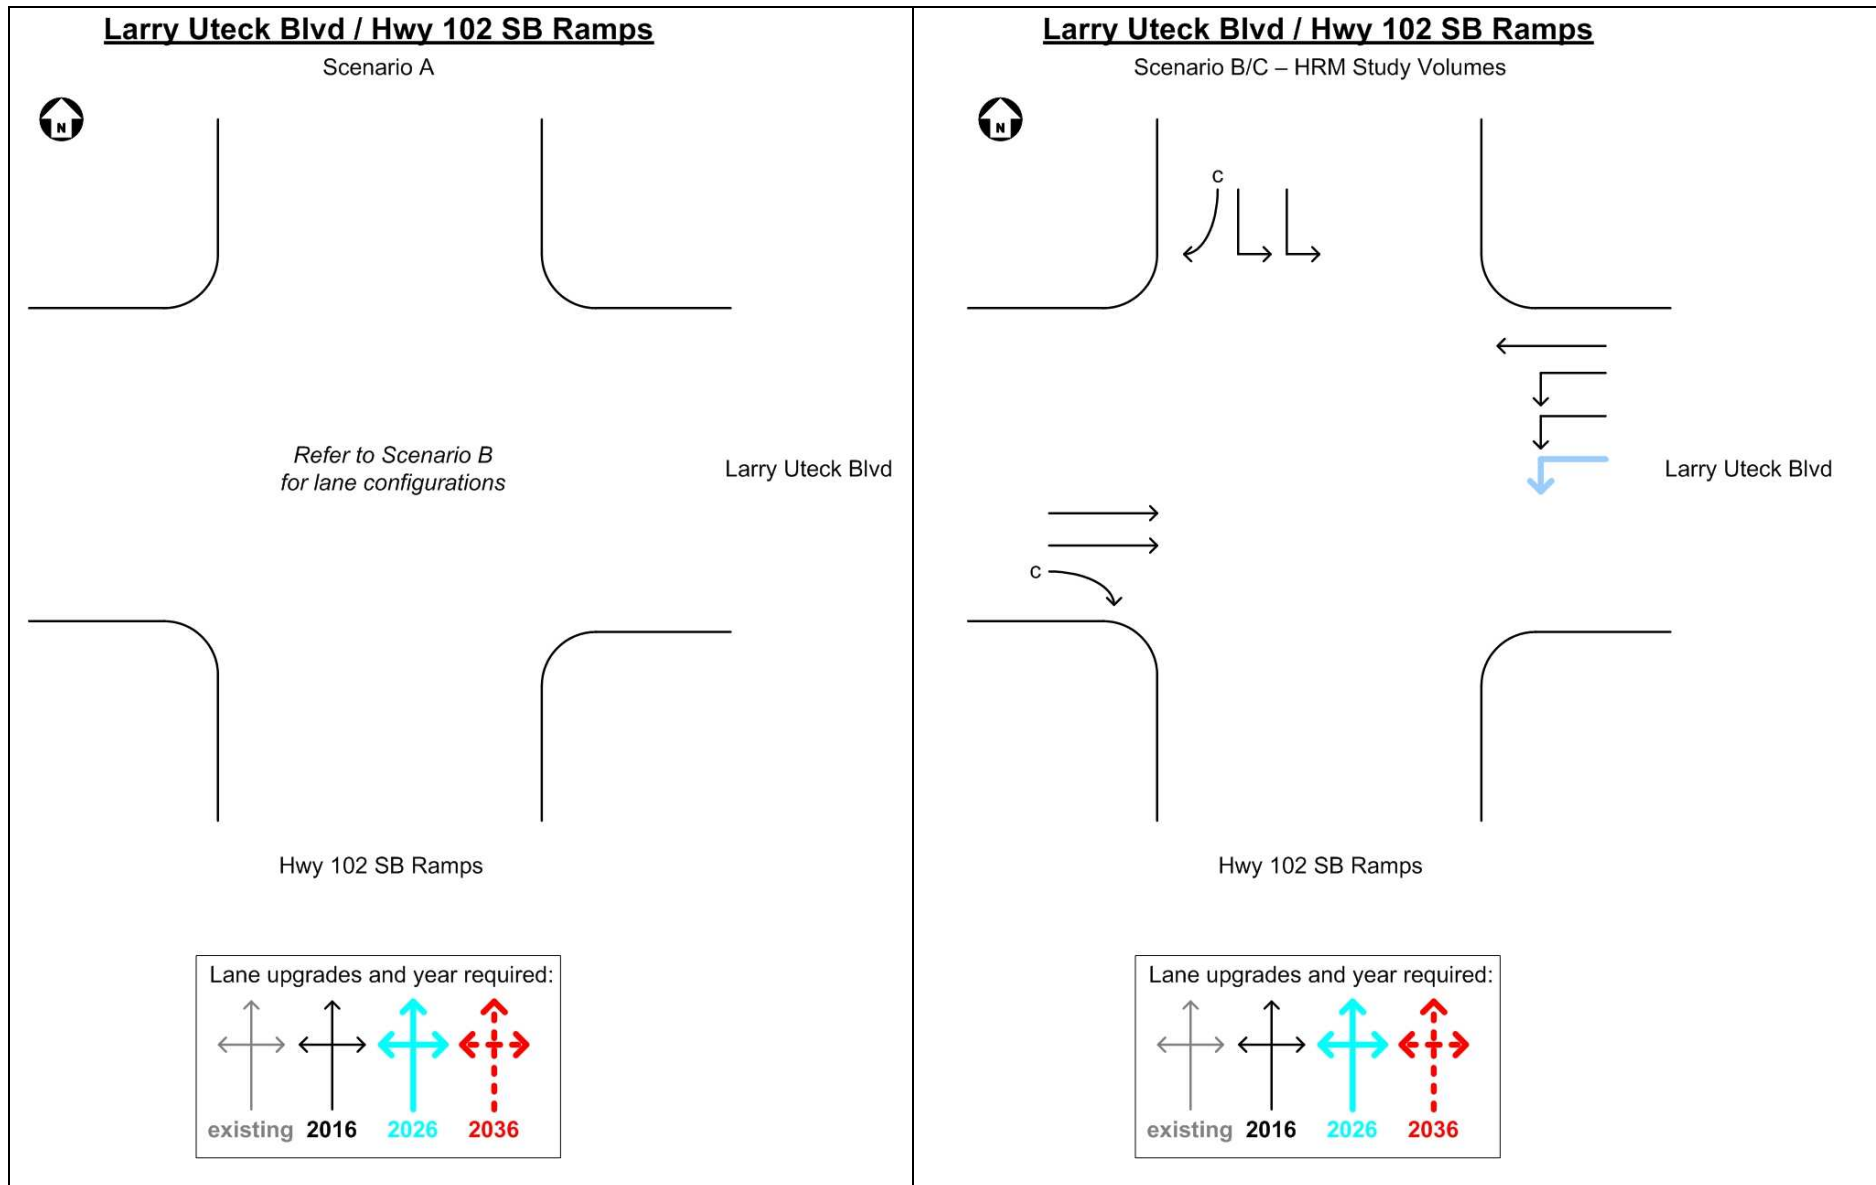 Larry Uteck Blvd / Hwy 102 SB Ramps
Scenario A
N
Refer to Scenario B
for lane configurations
Larry Uteck Blvd
Hwy 102 SB Ramps
Lane upgrades and year required:
existing 2016 2026 2036
Larry Uteck Blvd / Hwy 102 SB Ramps
Scenario B/C – HRM Study Volumes
N
c
Larry Uteck Blvd
c
Hwy 102 SB Ramps
Lane upgrades and year required:
existing 2016 2026 2036